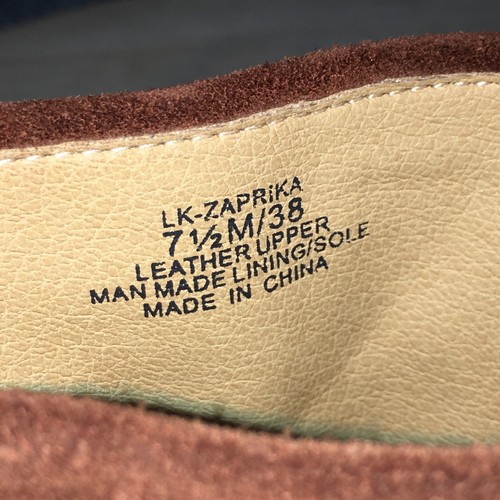 LK-ZAPRiKA
7½M/38
LEATHER UPPER
MAN MADE LINING/SOLE
MADE IN CHINA